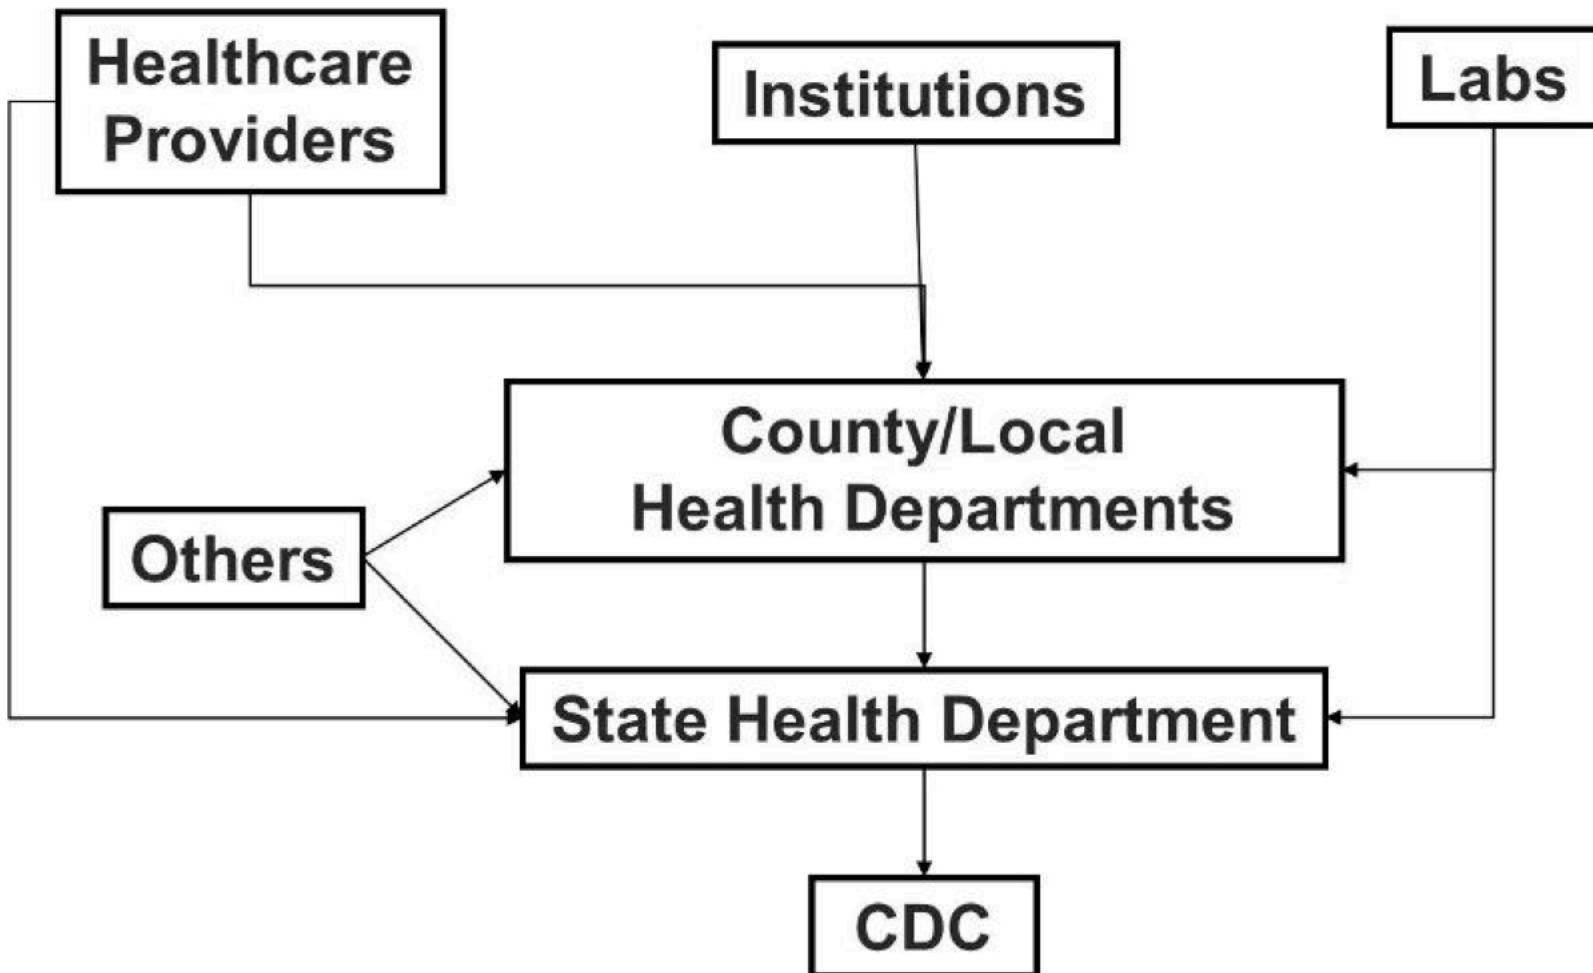 Healthcare
Providers
Institutions
Labs
County/Local
Health Departments
Others
State Health Department
CDC